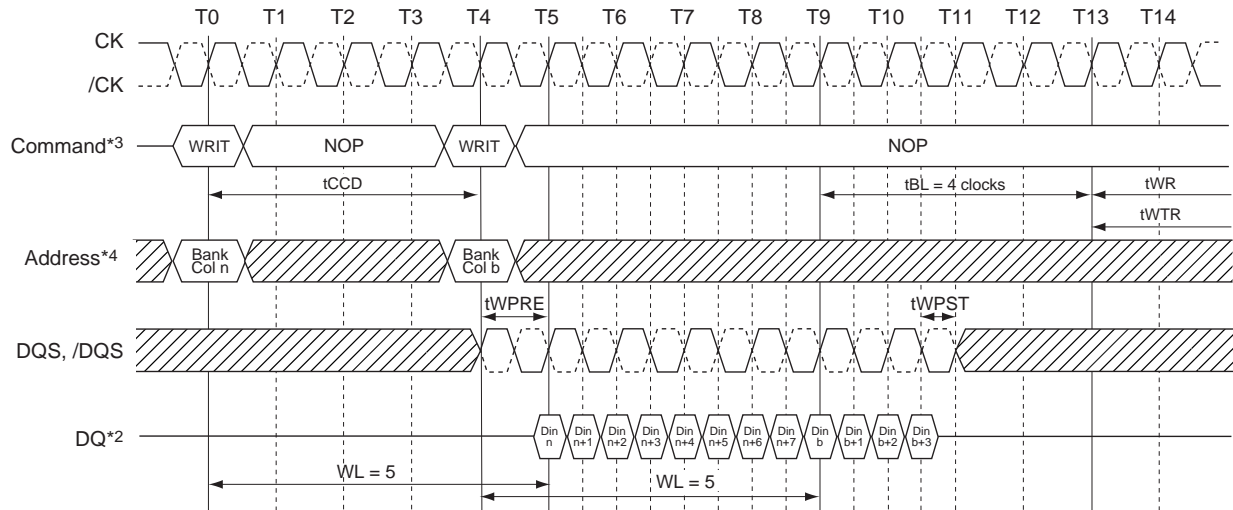 T0 T1 T2 T3 T4 T5 T6 T7 T8 T9 T10 T11 T12 T13 T14
CK
/CK
Command*3 WRIT NOP WRIT NOP
tCCD tBL = 4 clocks tWR
tWTR
Address*4 Bank Col n Bank Col b
tWPRE tWPST
DQS, /DQS
DQ*2 Din n Din n+1 Din n+2 Din n+3 Din n+4 Din n+5 Din n+6 Din n+7 Din b Din b+1 Din b+2 Din b+3
WL = 5 WL = 5